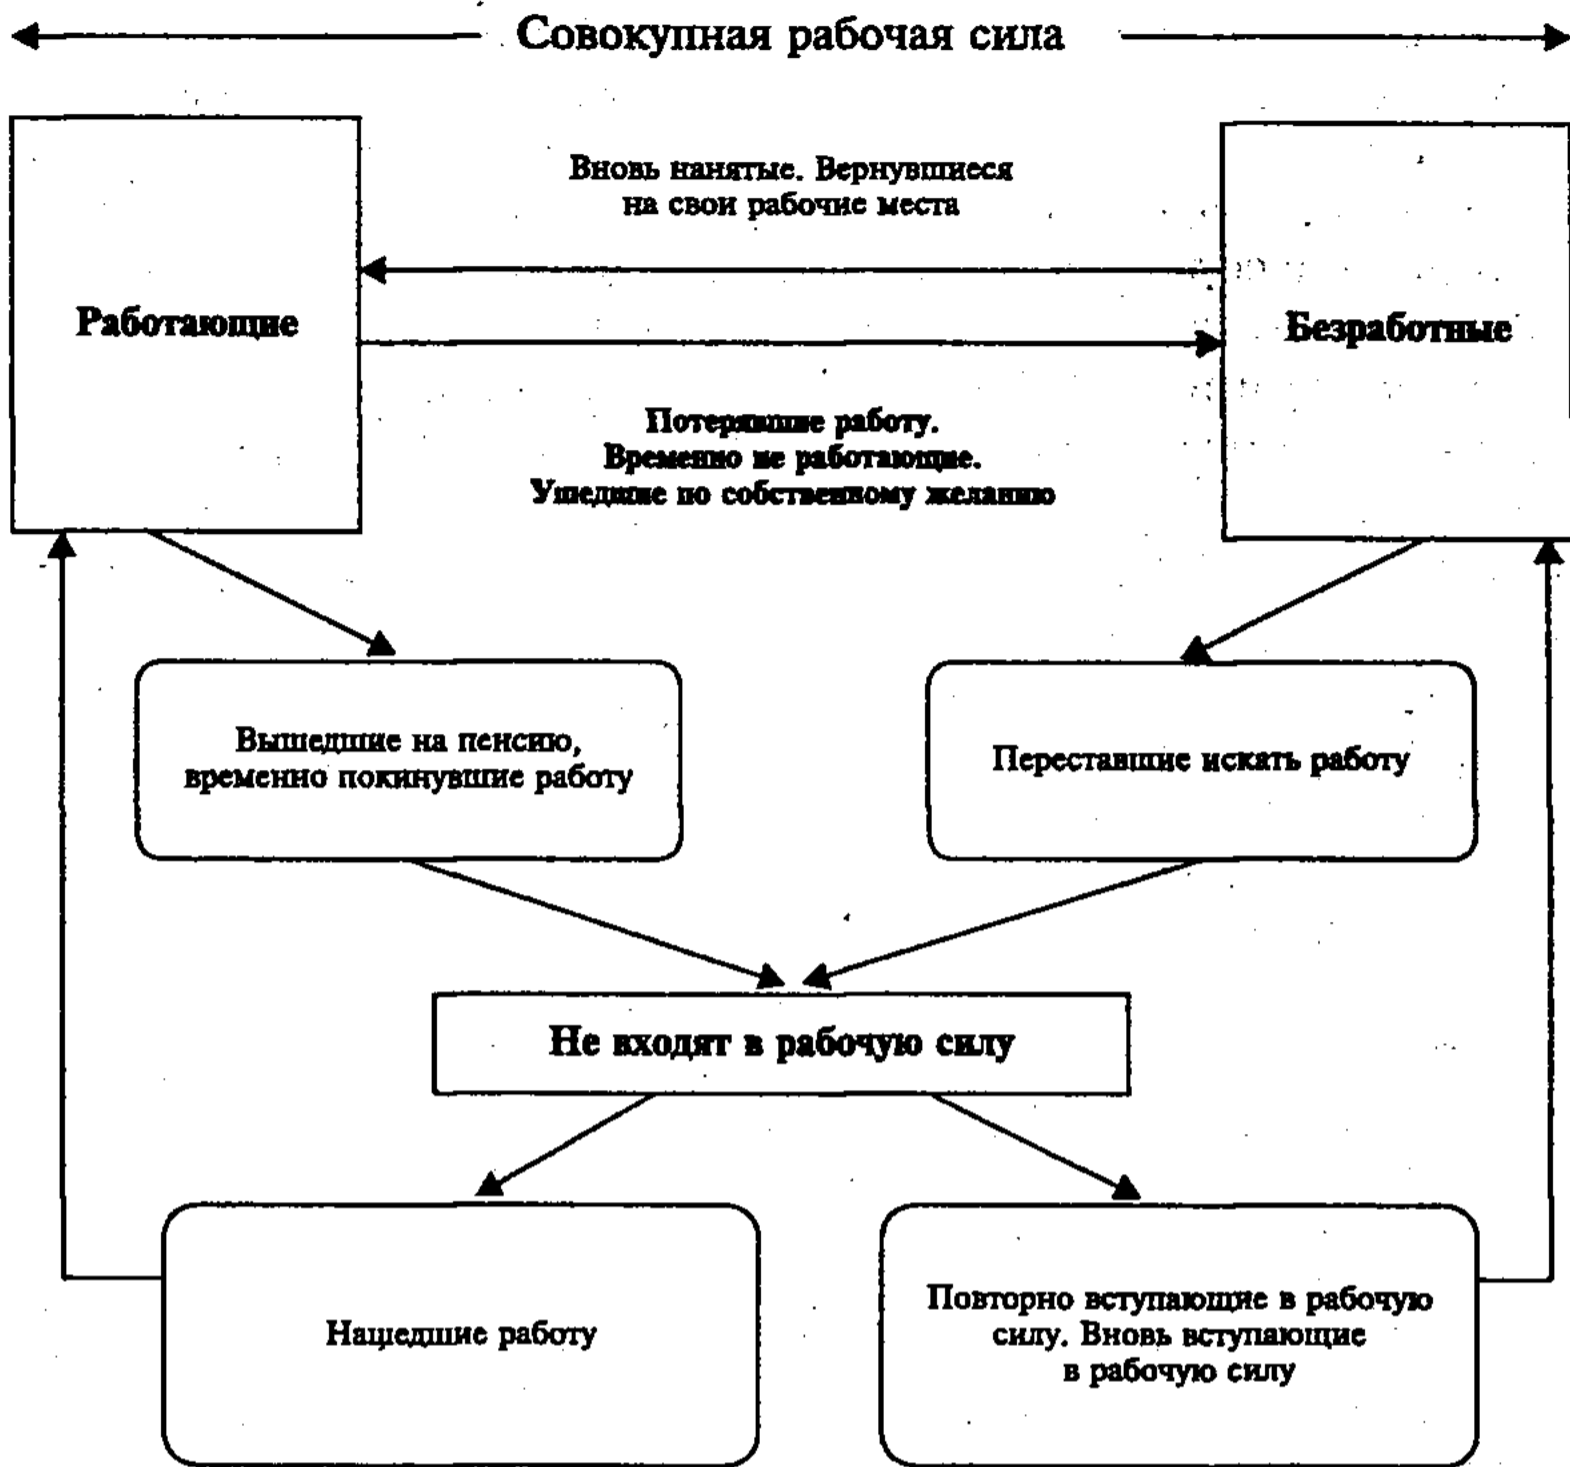 Совокупная рабочая сила
Вновь нанятые. Вернувшиеся
на свои рабочие места
Работающие
Безработные
Потерявшие работу.
Временно не работающие.
Ушедшие по собственному желанию
Вышедшие на пенсию,
временно покинувшие работу
Переставшие искать работу
Не входят в рабочую силу
Нашедшие работу
Повторно вступающие в рабочую
силу. Вновь вступающие
в рабочую силу